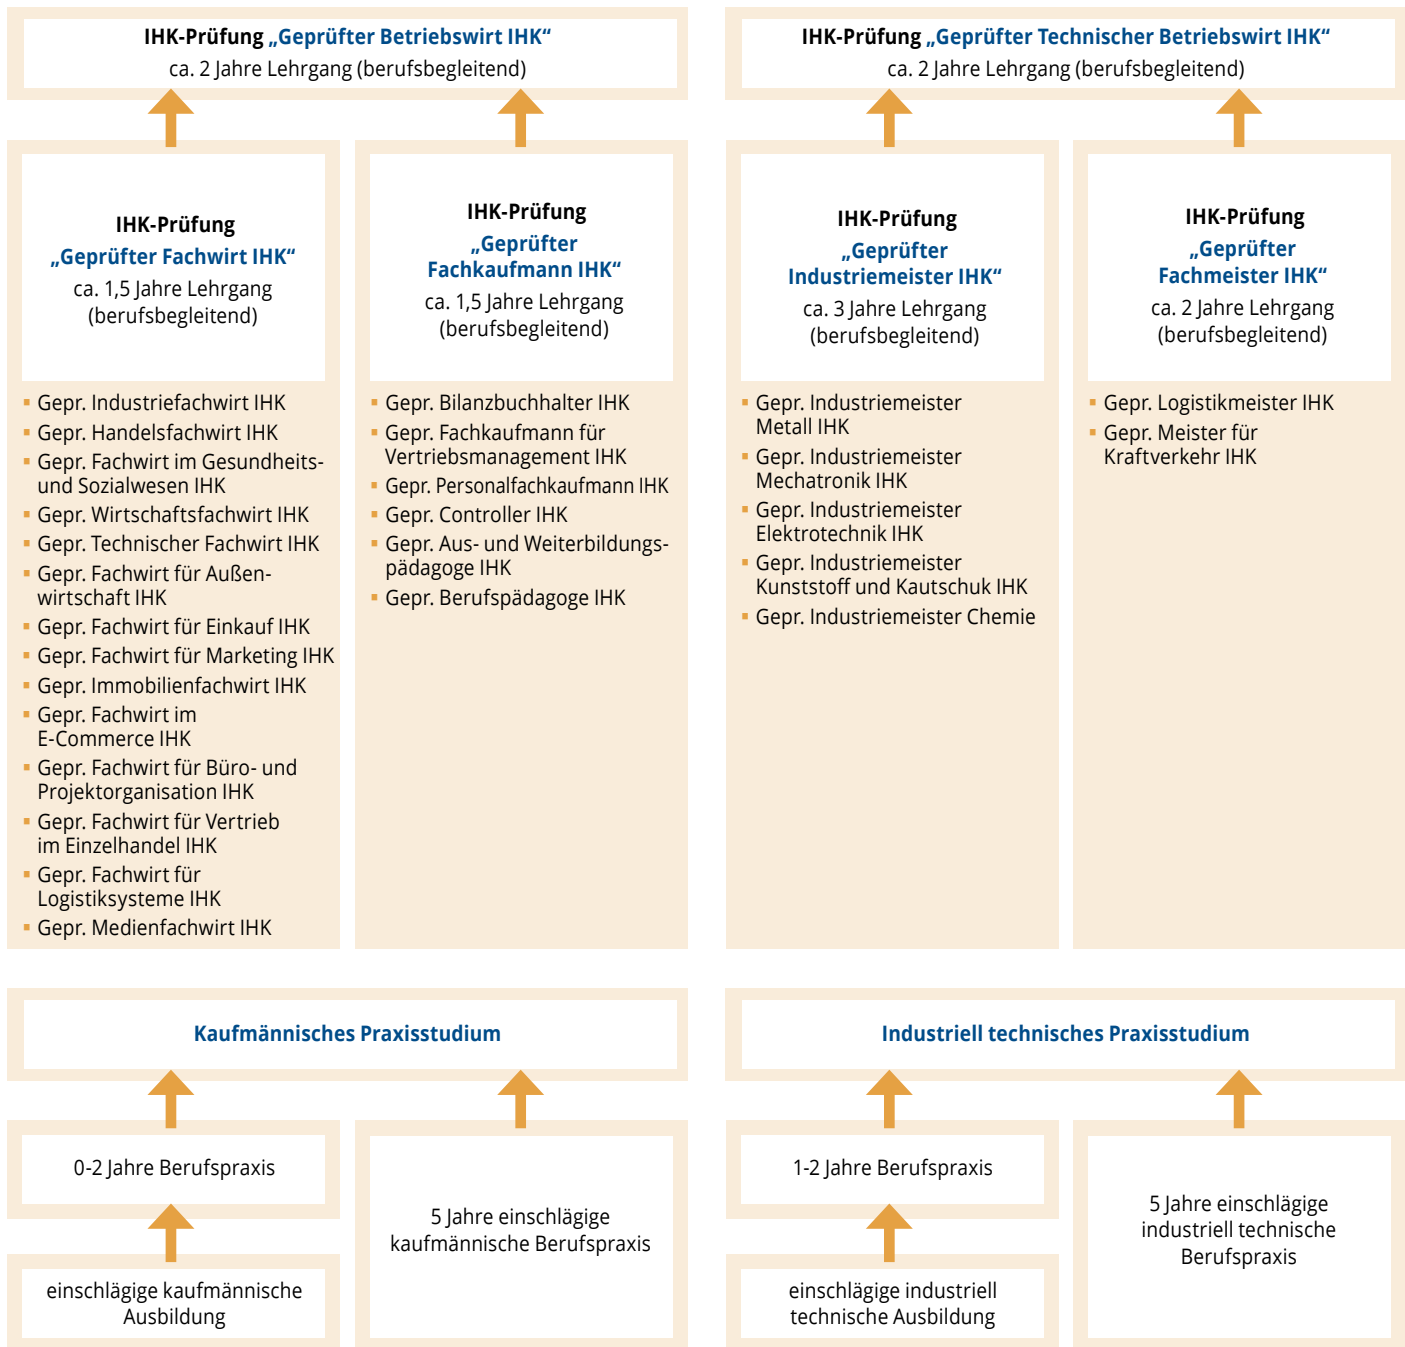 IHK-Prüfung „Geprüfter Betriebswirt IHK“
ca. 2 Jahre Lehrgang (berufsbegleitend)
IHK-Prüfung „Geprüfter Technischer Betriebswirt IHK“
ca. 2 Jahre Lehrgang (berufsbegleitend)
IHK-Prüfung
„Geprüfter Fachwirt IHK“
ca. 1,5 Jahre Lehrgang
(berufsbegleitend)
▪ Gepr. Industriefachwirt IHK
▪ Gepr. Handelsfachwirt IHK
▪ Gepr. Fachwirt im Gesundheits-
und Sozialwesen IHK
▪ Gepr. Wirtschaftsfachwirt IHK
▪ Gepr. Technischer Fachwirt IHK
▪ Gepr. Fachwirt für Außen-
wirtschaft IHK
▪ Gepr. Fachwirt für Einkauf IHK
▪ Gepr. Fachwirt für Marketing IHK
▪ Gepr. Immobilienfachwirt IHK
▪ Gepr. Fachwirt im
E-Commerce IHK
▪ Gepr. Fachwirt für Büro- und
Projektorganisation IHK
▪ Gepr. Fachwirt für Vertrieb
im Einzelhandel IHK
▪ Gepr. Fachwirt für
Logistiksysteme IHK
▪ Gepr. Medienfachwirt IHK
IHK-Prüfung
„Geprüfter
Fachkaufmann IHK“
ca. 1,5 Jahre Lehrgang
(berufsbegleitend)
▪ Gepr. Bilanzbuchhalter IHK
▪ Gepr. Fachkaufmann für
Vertriebsmanagement IHK
▪ Gepr. Personalfachkaufmann IHK
▪ Gepr. Controller IHK
▪ Gepr. Aus- und Weiterbildungs-
pädagoge IHK
▪ Gepr. Berufspädagoge IHK
IHK-Prüfung
„Geprüfter
Industriemeister IHK“
ca. 3 Jahre Lehrgang
(berufsbegleitend)
▪ Gepr. Industriemeister
Metall IHK
▪ Gepr. Industriemeister
Mechatronik IHK
▪ Gepr. Industriemeister
Elektrotechnik IHK
▪ Gepr. Industriemeister
Kunststoff und Kautschuk IHK
▪ Gepr. Industriemeister Chemie
IHK-Prüfung
„Geprüfter
Fachmeister IHK“
ca. 2 Jahre Lehrgang
(berufsbegleitend)
▪ Gepr. Logistikmeister IHK
▪ Gepr. Meister für
Kraftverkehr IHK
Kaufmännisches Praxisstudium
0-2 Jahre Berufspraxis
einschlägige kaufmännische
Ausbildung
5 Jahre einschlägige
kaufmännische Berufspraxis
Industriell technisches Praxisstudium
1-2 Jahre Berufspraxis
einschlägige industriell
technische Ausbildung
5 Jahre einschlägige
industriell technische
Berufspraxis